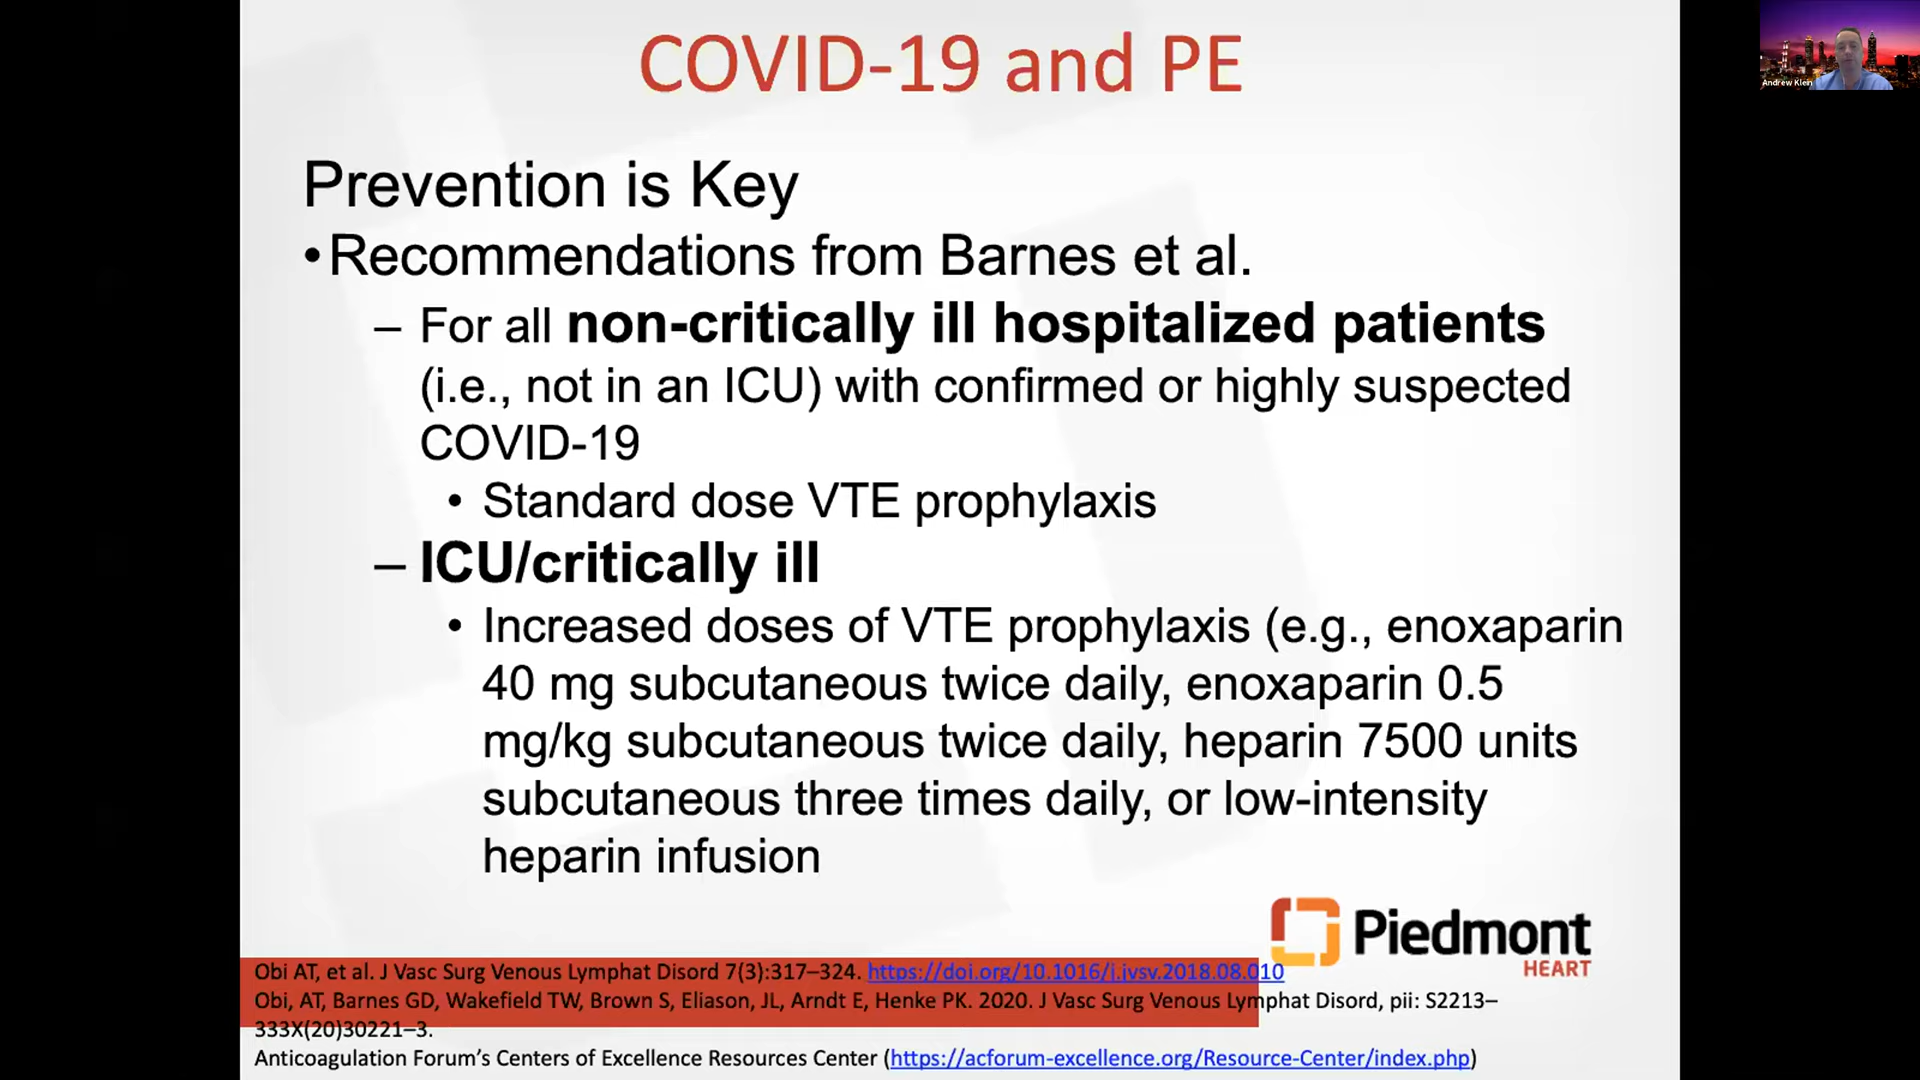 COVID-19 and PE
Andrew Klein
Prevention is Key
•Recommendations from Barnes et al.
– For all non-critically ill hospitalized patients
(i.e., not in an ICU) with confirmed or highly suspected
COVID-19
• Standard dose VTE prophylaxis
– ICU/critically ill
• Increased doses of VTE prophylaxis (e.g., enoxaparin
40 mg subcutaneous twice daily, enoxaparin 0.5
mg/kg subcutaneous twice daily, heparin 7500 units
subcutaneous three times daily, or low-intensity
heparin infusion
Piedmont
HEART
Obi AT, et al. J Vasc Surg Venous Lymphat Disord 7(3):317–324. https://doi.org/10.1016/j.jvsv.2018.08.010
Obi, AT, Barnes GD, Wakefield TW, Brown S, Eliason, JL, Arndt E, Henke PK. 2020. J Vasc Surg Venous Lymphat Disord, pii: S2213–
333X(20)30221–3.
Anticoagulation Forum’s Centers of Excellence Resources Center (https://acforum-excellence.org/Resource-Center/index.php)